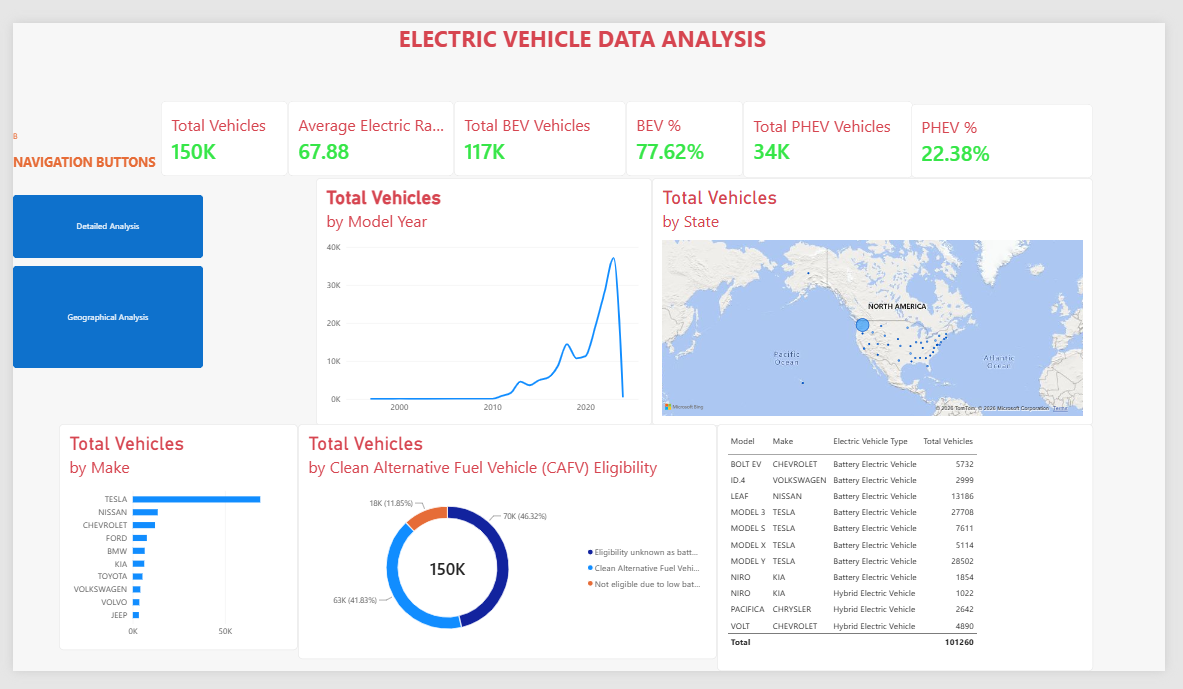 ELECTRIC VEHICLE DATA ANALYSIS
B
NAVIGATION BUTTONS
Total Vehicles
150K
Average Electric Ra...
67.88
Total BEV Vehicles
117K
BEV %
77.62%
Total PHEV Vehicles
34K
PHEV %
22.38%
Detailed Analysis
Geographical Analysis
Total Vehicles
by Model Year
40K
30K
20K
10K
0K
2000 2010 2020
Total Vehicles
by State
NORTH AMERICA
Pacific
Ocean
Atlantic
Ocean
Microsoft Bing
© 2026 TomTom, © 2026 Microsoft Corporation Terms
Total Vehicles
by Make
TESLA
NISSAN
CHEVROLET
FORD
BMW
KIA
TOYOTA
VOLKSWAGEN
VOLVO
JEEP
0K 50K
Total Vehicles
by Clean Alternative Fuel Vehicle (CAFV) Eligibility
18K (11.85%)
70K (46.32%)
150K
63K (41.83%)
Eligibility unknown as batt...
Clean Alternative Fuel Vehi...
Not eligible due to low bat...
Model Make Electric Vehicle Type Total Vehicles
BOLT EV CHEVROLET Battery Electric Vehicle 5732
ID.4 VOLKSWAGEN Battery Electric Vehicle 2999
LEAF NISSAN Battery Electric Vehicle 13186
MODEL 3 TESLA Battery Electric Vehicle 27708
MODEL S TESLA Battery Electric Vehicle 7611
MODEL X TESLA Battery Electric Vehicle 5114
MODEL Y TESLA Battery Electric Vehicle 28502
NIRO KIA Battery Electric Vehicle 1854
NIRO KIA Hybrid Electric Vehicle 1022
PACIFICA CHRYSLER Hybrid Electric Vehicle 2642
VOLT CHEVROLET Hybrid Electric Vehicle 4890
Total 101260